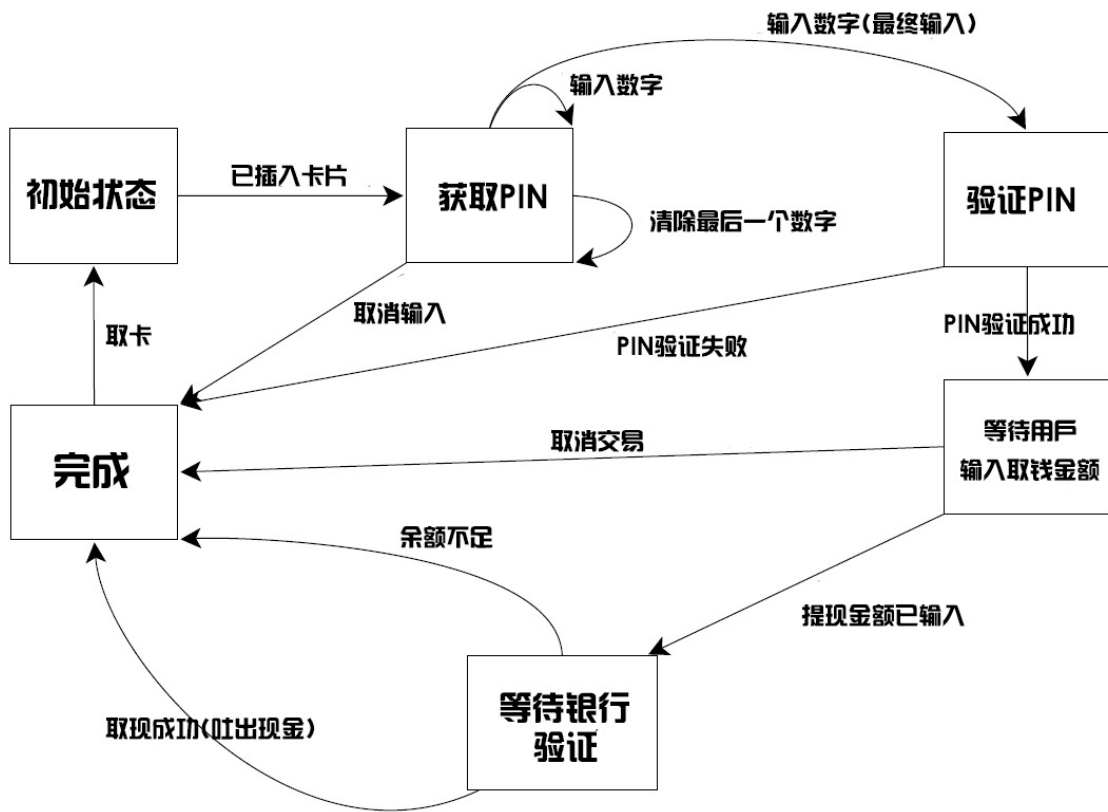 输入数字(最终输入)
输入数字
初始状态
已插入卡片
获取PIN
验证PIN
清除最后一个数字
取消输入
取卡
PIN验证失败
PIN验证成功
完成
取消交易
等待用户
输入取钱金额
余额不足
提现金额已输入
取现成功(吐出现金)
等待银行
验证